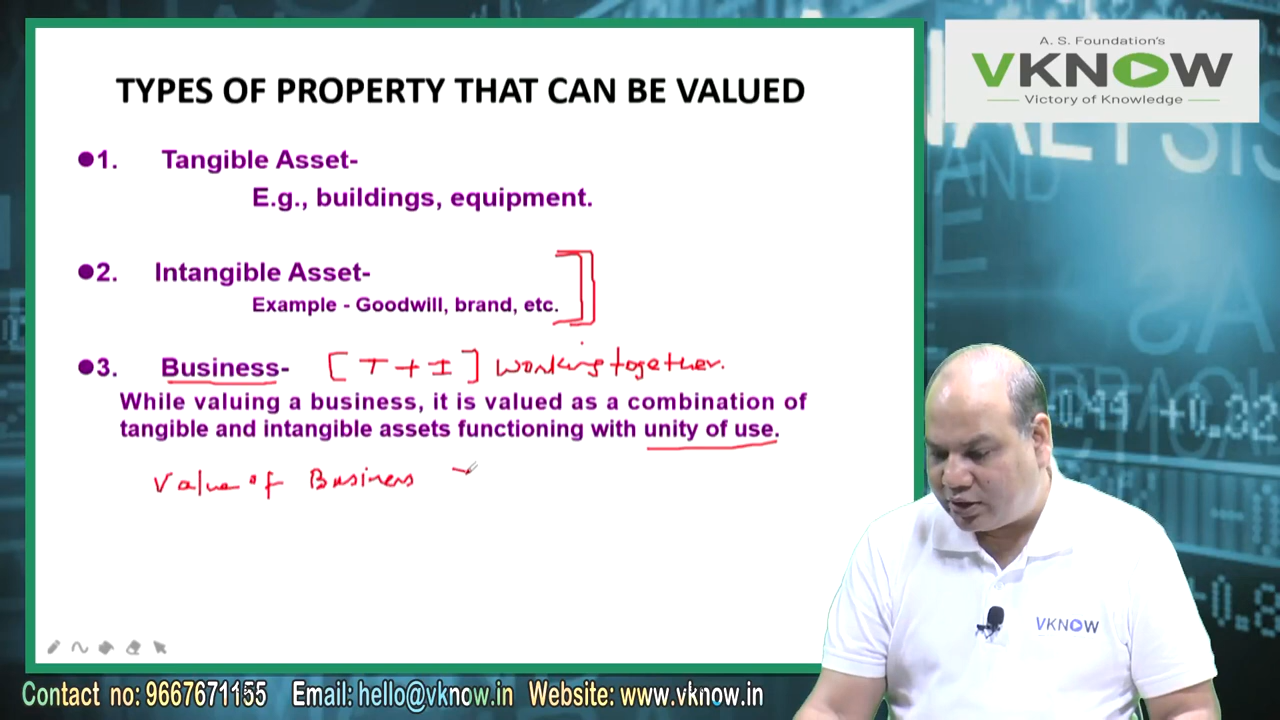 A. S. Foundation's
VKNOW
Victory of Knowledge
TYPES OF PROPERTY THAT CAN BE VALUED
1. Tangible Asset-
E.g., buildings, equipment.
2. Intangible Asset-
Example - Goodwill, brand, etc.
3. Business- [T + I] working together.
While valuing a business, it is valued as a combination of
tangible and intangible assets functioning with unity of use.
Value of Business
VKNOW
Contact no: 9667671155 Email: hello@vknow.in Website: www.vknow.in